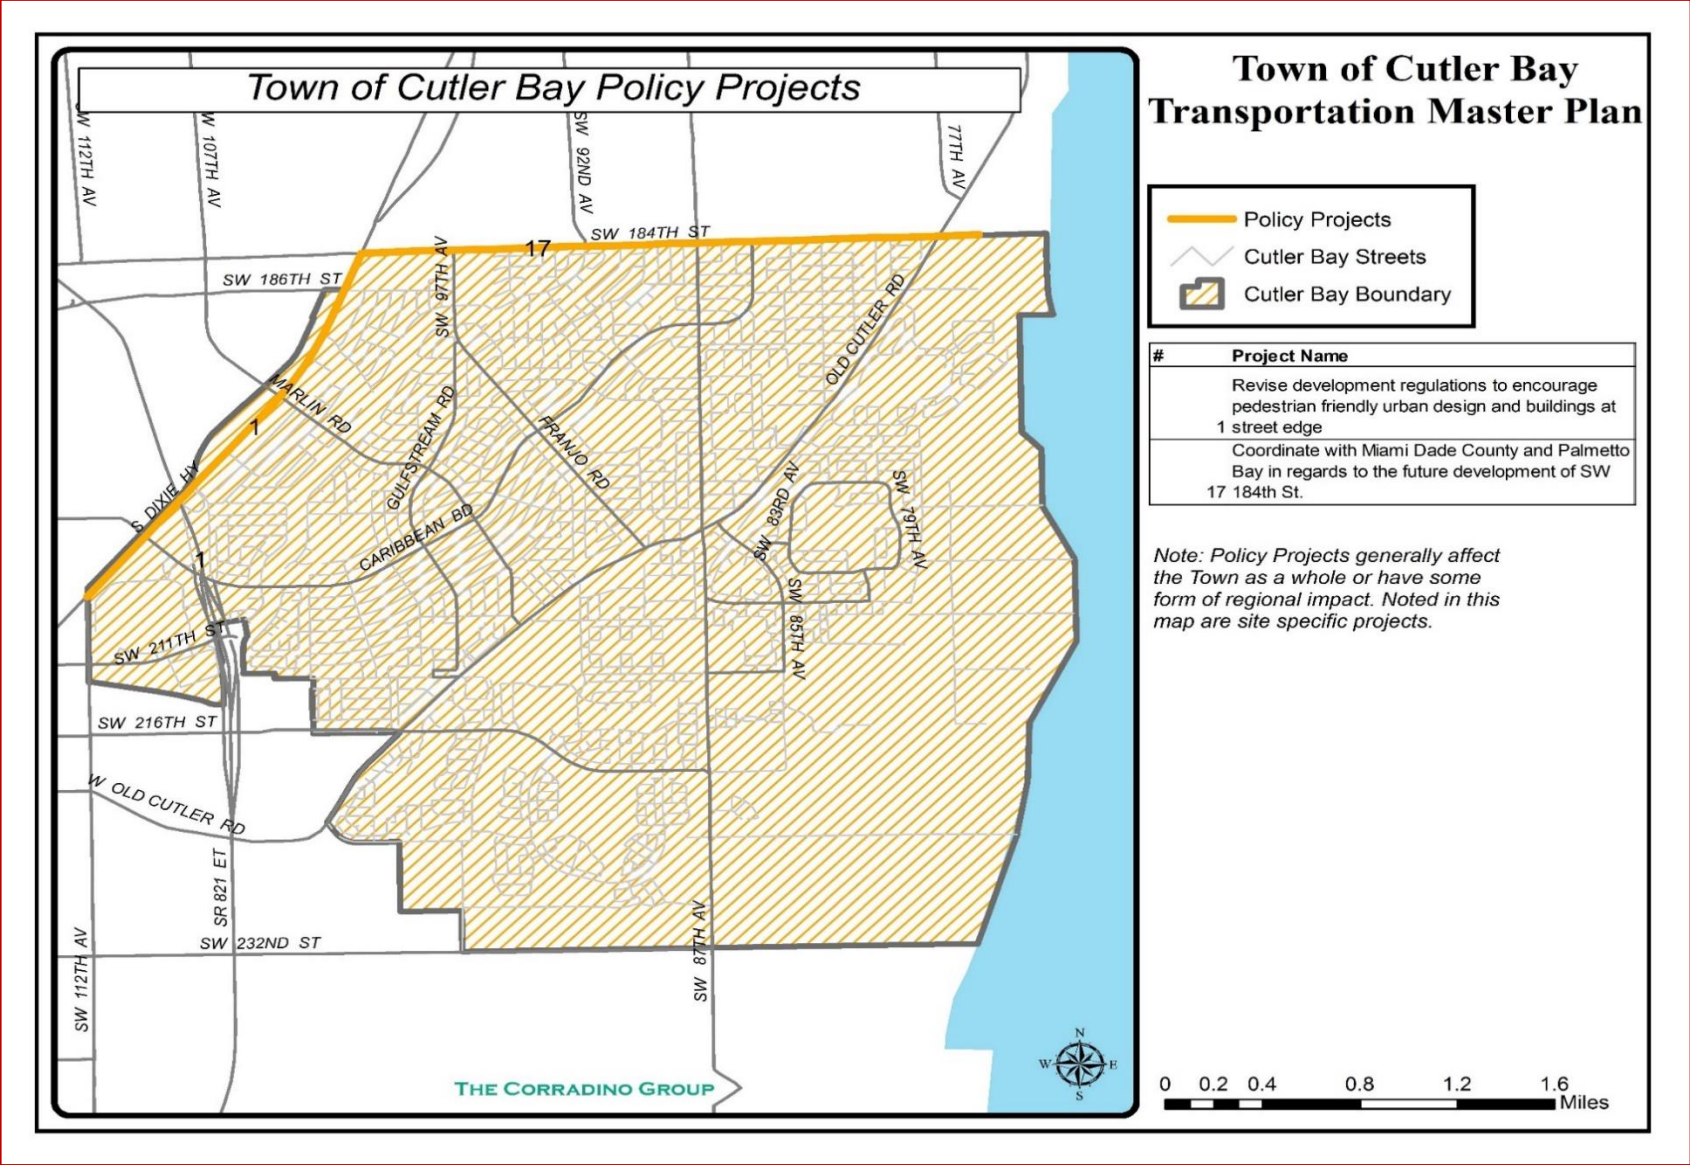 Town of Cutler Bay Policy Projects
Town of Cutler Bay
Transportation Master Plan
Policy Projects
Cutler Bay Streets
Cutler Bay Boundary
# Project Name
Revise development regulations to encourage
pedestrian friendly urban design and buildings at
1 street edge
Coordinate with Miami Dade County and Palmetto
Bay in regards to the future development of SW
17 184th St.
Note: Policy Projects generally affect
the Town as a whole or have some
form of regional impact. Noted in this
map are site specific projects.
0 0.2 0.4 0.8 1.2 1.6
Miles
W 112TH AV
W 107TH AV
SW 92ND AV
77TH AV
SW 184TH ST
17
SW 186TH ST
SW 97TH AV
OLD CUTLER RD
MARLIN RD
1
GULFSTREAM RD
FRANJO RD
S DIXIE HY
SW 83RD AV
SW 79TH AV
CARIBBEAN BD
1
SW 85TH AV
SW 211TH ST
SW 216TH ST
W OLD CUTLER RD
SR 821 ET
SW 87TH AV
SW 232ND ST
SW 112TH AV
N
W E
S
THE CORRADINO GROUP